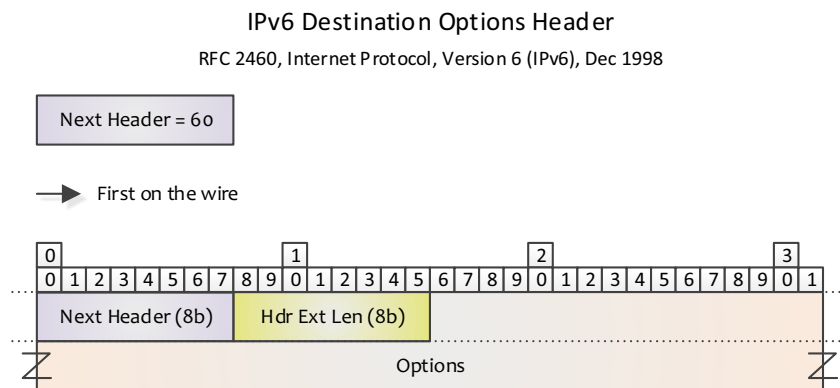 IPv6 Destination Options Header
RFC 2460, Internet Protocol, Version 6 (IPv6), Dec 1998
Next Header = 60
First on the wire
0 1 2 3
0 1 2 3 4 5 6 7 8 9 0 1 2 3 4 5 6 7 8 9 0 1 2 3 4 5 6 7 8 9 0 1
Next Header (8b) Hdr Ext Len (8b)
Options